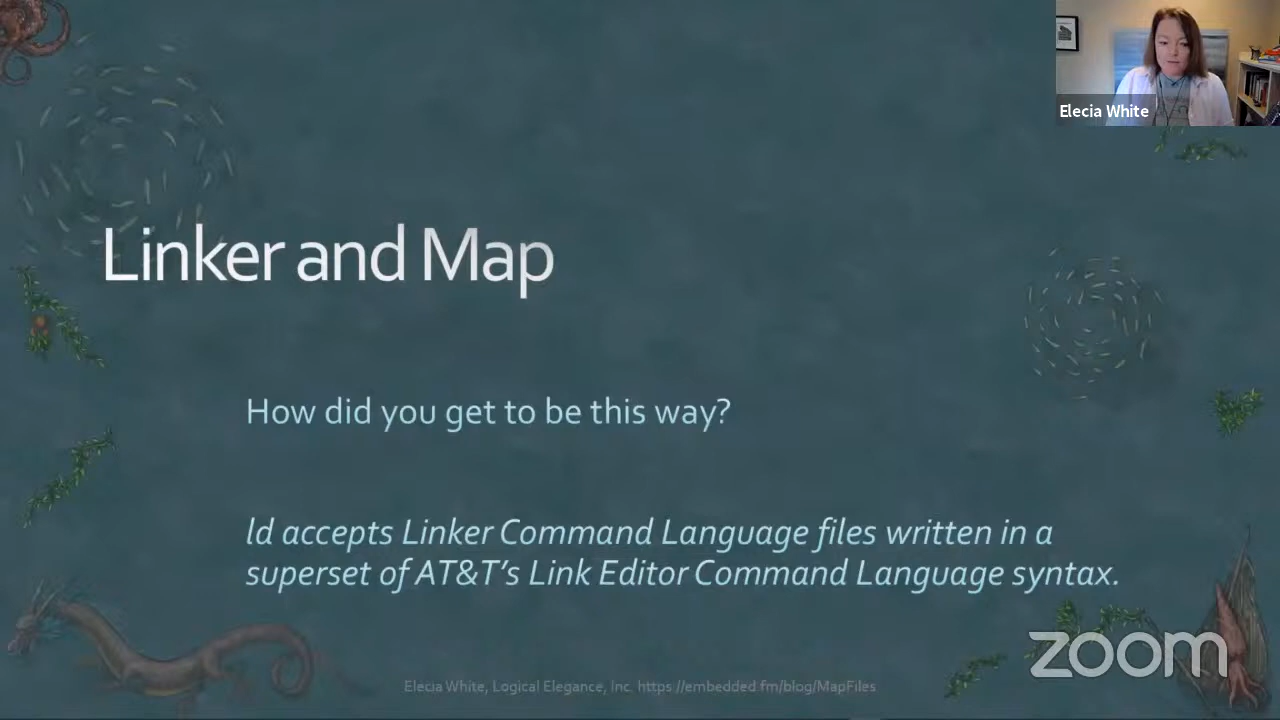 Elecia White
Linker and Map
How did you get to be this way?
ld accepts Linker Command Language files written in a
superset of AT&T’s Link Editor Command Language syntax.
zoom
Elecia White, Logical Elegance, Inc. https://embedded.fm/blog/MapFiles